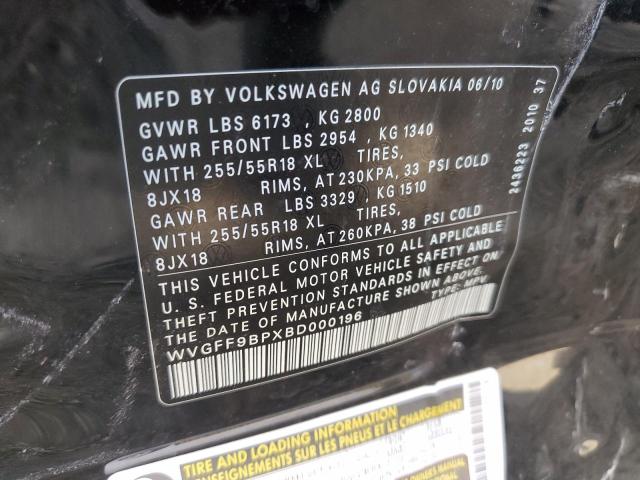 MFD BY VOLKSWAGEN AG SLOVAKIA 06/10
GVWR LBS 6173 , KG 2800
GAWR FRONT LBS 2954 , KG 1340
WITH 255/55R18 XL TIRES,
8JX18 RIMS, AT 230KPA, 33 PSI COLD
GAWR REAR LBS 3329 , KG 1510
WITH 255/55R18 XL TIRES,
8JX18 RIMS, AT 260KPA, 38 PSI COLD
THIS VEHICLE CONFORMS TO ALL APPLICABLE
U. S. FEDERAL MOTOR VEHICLE SAFETY AND
THEFT PREVENTION STANDARDS IN EFFECT ON
THE DATE OF MANUFACTURE SHOWN ABOVE.
WVGFF9BPXBD000196 TYPE: MPV
2436223 2010 37
TIRE AND LOADING INFORMATION
RENSEIGNEMENTS SUR LES PNEUS ET LE CHARGEMENT
OWNER'S MANUAL